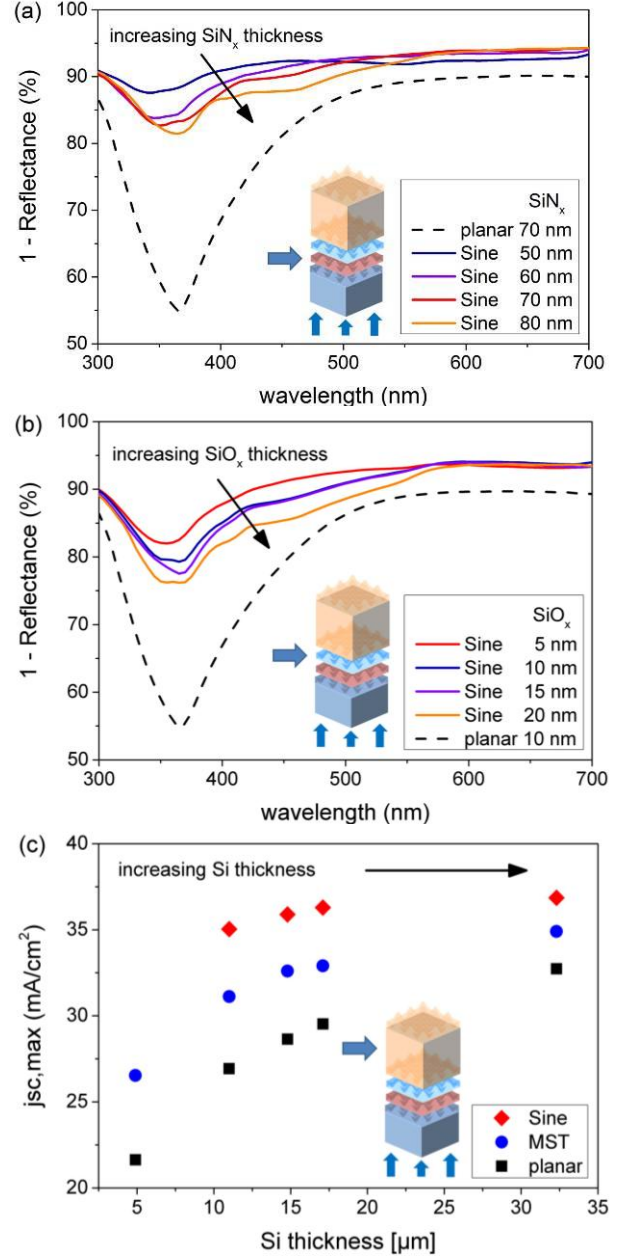 (a)
increasing SiNx thickness
100
90
80
70
60
50
1 - Reflectance (%)
SiNx
planar 70 nm
Sine 50 nm
Sine 60 nm
Sine 70 nm
Sine 80 nm
300 400 500 600 700
wavelength (nm)
(b)
increasing SiOx thickness
100
90
80
70
60
50
1 - Reflectance (%)
SiOx
Sine 5 nm
Sine 10 nm
Sine 15 nm
Sine 20 nm
planar 10 nm
300 400 500 600 700
wavelength (nm)
(c)
increasing Si thickness
40
35
30
25
20
jsc,max (mA/cm²)
Sine
MST
planar
5 10 15 20 25 30 35
Si thickness [µm]